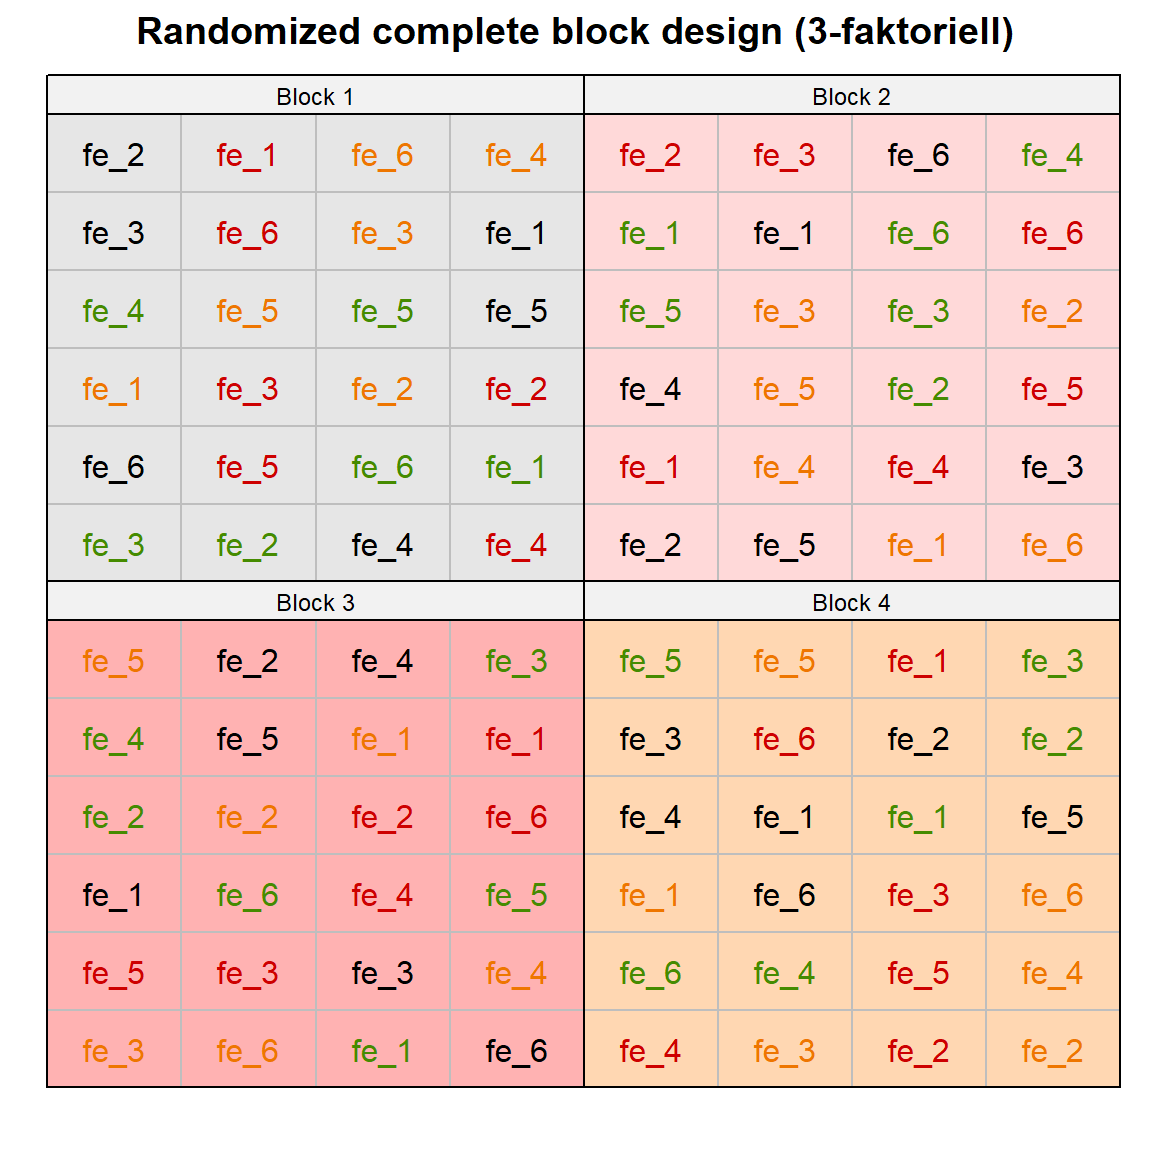 Randomized complete block design (3-faktoriell)
Block 1 Block 2
fe_2 fe_1 fe_6 fe_4 fe_2 fe_3 fe_6 fe_4
fe_3 fe_6 fe_3 fe_1 fe_1 fe_1 fe_6 fe_6
fe_4 fe_5 fe_5 fe_5 fe_5 fe_3 fe_3 fe_2
fe_1 fe_3 fe_2 fe_2 fe_4 fe_5 fe_2 fe_5
fe_6 fe_5 fe_6 fe_1 fe_1 fe_4 fe_4 fe_3
fe_3 fe_2 fe_4 fe_4 fe_2 fe_5 fe_1 fe_6
Block 3 Block 4
fe_5 fe_2 fe_4 fe_3 fe_5 fe_5 fe_1 fe_3
fe_4 fe_5 fe_1 fe_1 fe_3 fe_6 fe_2 fe_2
fe_2 fe_2 fe_2 fe_6 fe_4 fe_1 fe_1 fe_5
fe_1 fe_6 fe_4 fe_5 fe_1 fe_6 fe_3 fe_6
fe_5 fe_3 fe_3 fe_4 fe_6 fe_4 fe_5 fe_4
fe_3 fe_6 fe_1 fe_6 fe_4 fe_3 fe_2 fe_2